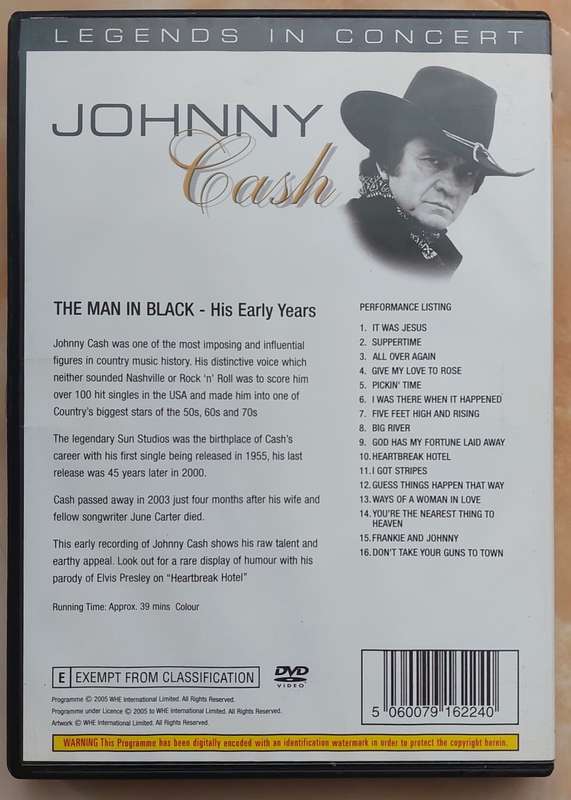 LEGENDS IN CONCERT
JOHNNY
Cash
THE MAN IN BLACK - His Early Years
Johnny Cash was one of the most imposing and influential
figures in country music history. His distinctive voice which
neither sounded Nashville or Rock 'n' Roll was to score him
over 100 hit singles in the USA and made him into one of
Country's biggest stars of the 50s, 60s and 70s
The legendary Sun Studios was the birthplace of Cash's
career with his first single being released in 1955, his last
release was 45 years later in 2000.
Cash passed away in 2003 just four months after his wife and
fellow songwriter June Carter died.
This early recording of Johnny Cash shows his raw talent and
earthy appeal. Look out for a rare display of humour with his
parody of Elvis Presley on "Heartbreak Hotel"
Running Time: Approx. 39 mins Colour
PERFORMANCE LISTING
1. IT WAS JESUS
2. SUPPERTIME
3. ALL OVER AGAIN
4. GIVE MY LOVE TO ROSE
5. PICKIN' TIME
6. I WAS THERE WHEN IT HAPPENED
7. FIVE FEET HIGH AND RISING
8. BIG RIVER
9. GOD HAS MY FORTUNE LAID AWAY
10. HEARTBREAK HOTEL
11. I GOT STRIPES
12. GUESS THINGS HAPPEN THAT WAY
13. WAYS OF A WOMAN IN LOVE
14. YOU'RE THE NEAREST THING TO
HEAVEN
15. FRANKIE AND JOHNNY
16. DON'T TAKE YOUR GUNS TO TOWN
E EXEMPT FROM CLASSIFICATION
DVD
VIDEO
Programme © 2005 WHE International Limited. All Rights Reserved.
Programme under Licence © 2005 to WHE International Limited. All Rights Reserved.
Artwork © WHE International Limited. All Rights Reserved.
5 060079 162240
WARNING This Programme has been digitally encoded with an identification watermark in order to protect the copyright herein.